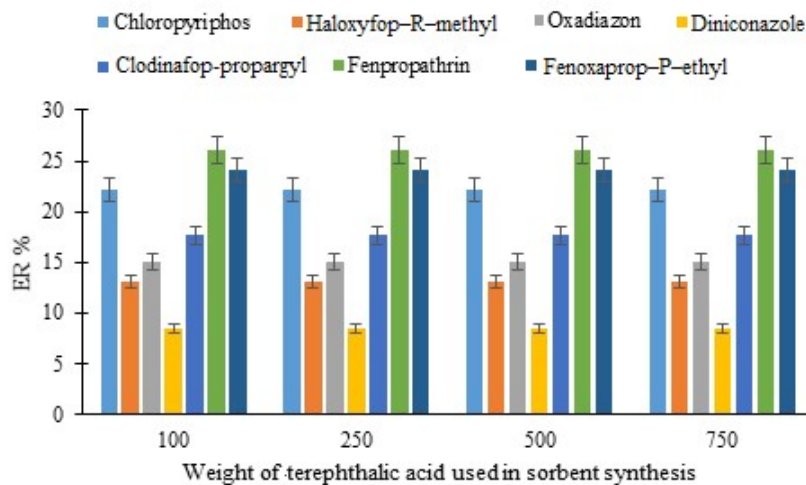 Chloropyriphos Haloxyfop–R–methyl Oxadiazon Diniconazole
Clodinafop-propargyl Fenpropathrin Fenoxaprop–P–ethyl
30
25
20
15
10
5
0
ER %
100 250 500 750
Weight of terephthalic acid used in sorbent synthesis